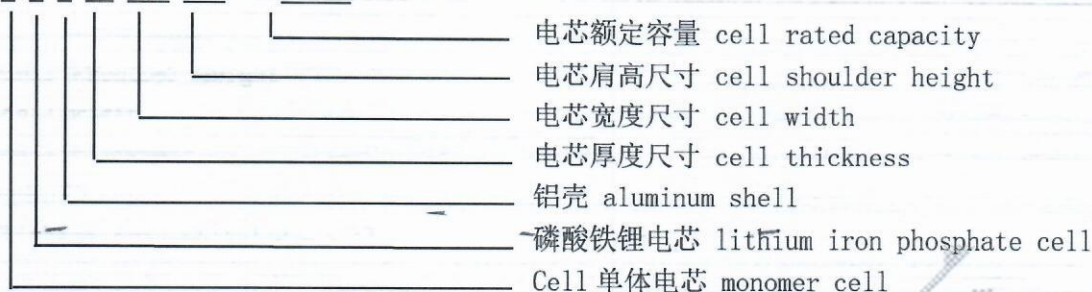 电芯额定容量 cell rated capacity
电芯肩高尺寸 cell shoulder height
电芯宽度尺寸 cell width
电芯厚度尺寸 cell thickness
铝壳 aluminum shell
磷酸铁锂电芯 lithium iron phosphate cell
Cell 单体电芯 monomer cell